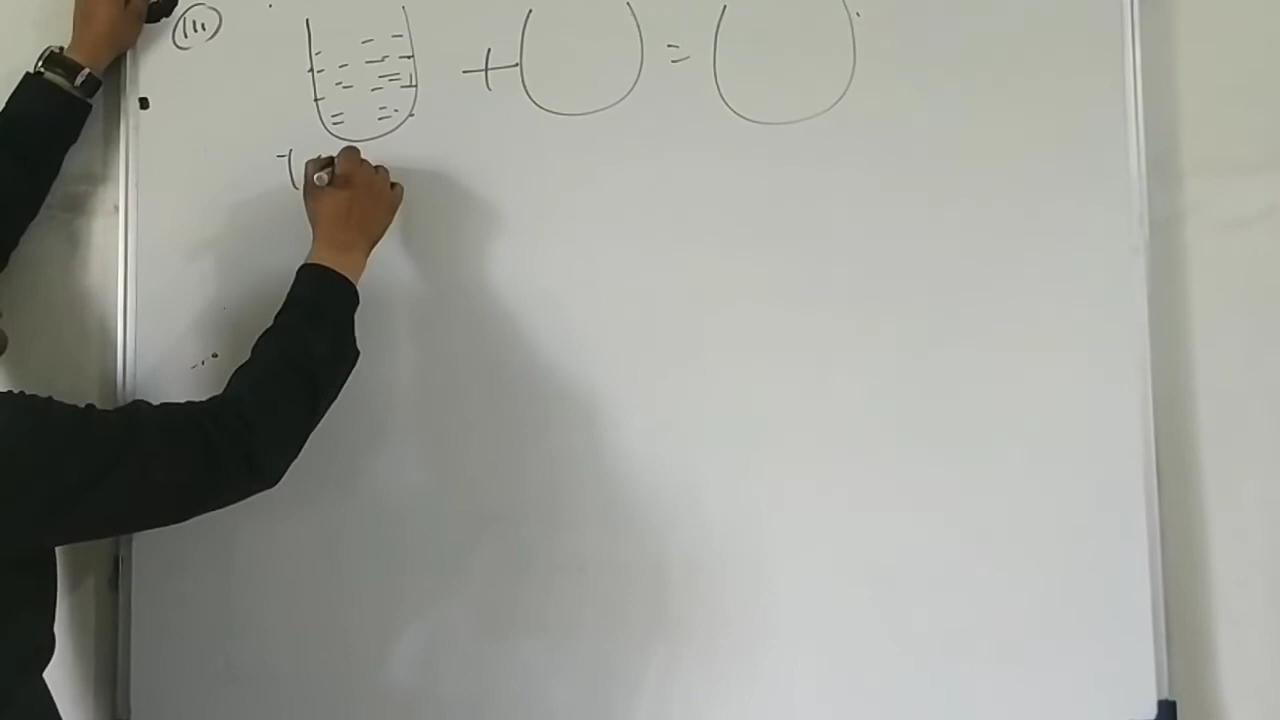 (III)
+ =